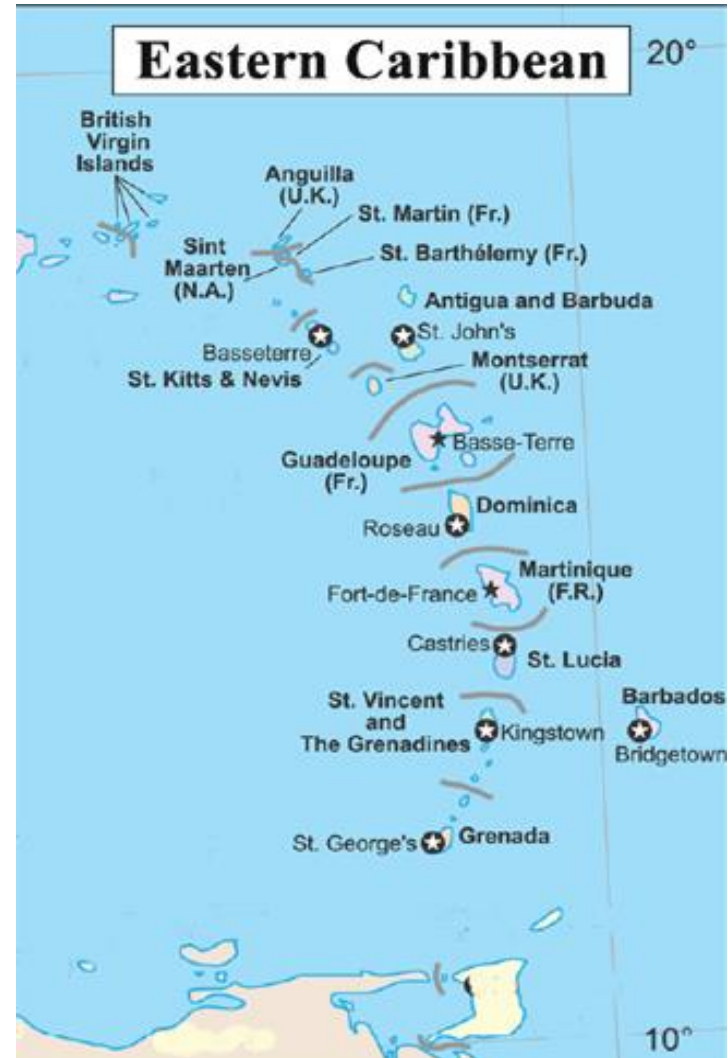 Eastern Caribbean
20°
British
Virgin
Islands
Anguilla
(U.K.)
St. Martin (Fr.)
Sint
Maarten
(N.A.)
St. Barthélemy (Fr.)
Antigua and Barbuda
St. John's
Basseterre
St. Kitts & Nevis
Montserrat
(U.K.)
Basse-Terre
Guadeloupe
(Fr.)
Dominica
Roseau
Martinique
(F.R.)
Fort-de-France
Castries
St. Lucia
St. Vincent
and
The Grenadines
Kingstown
Barbados
Bridgetown
St. George's
Grenada
10°